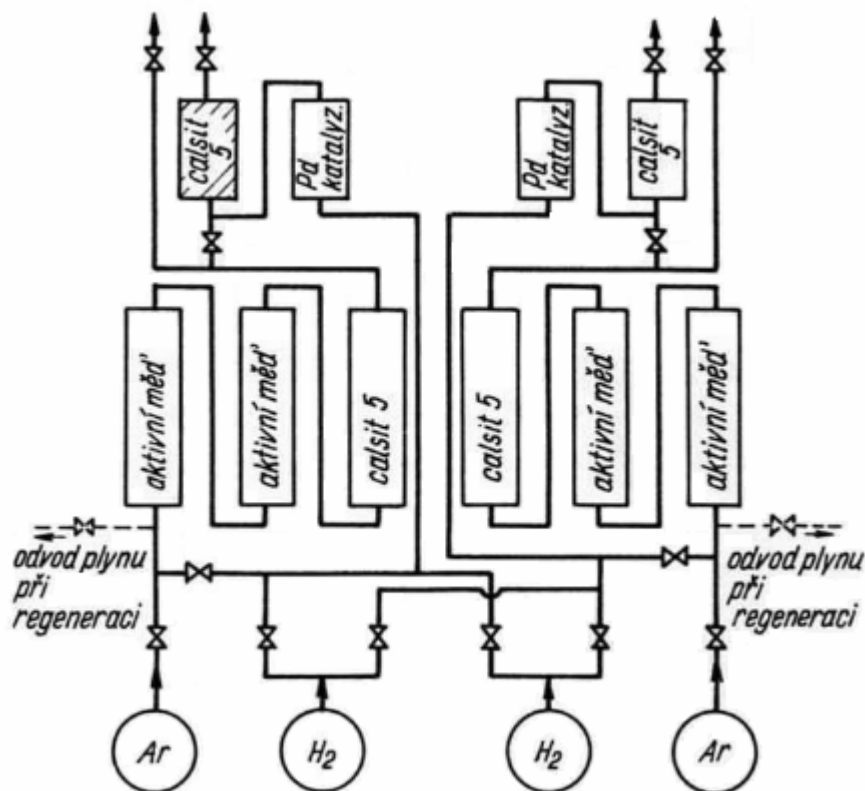 calsit
5
Pd
katalyz.
Pd
katalyz.
calsit
5
aktivní měď
aktivní měď
calsit 5
calsit 5
aktivní měď
aktivní měď
odvod plynu
při
regeneraci
odvod plynu
při
regeneraci
Ar
H2
H2
Ar